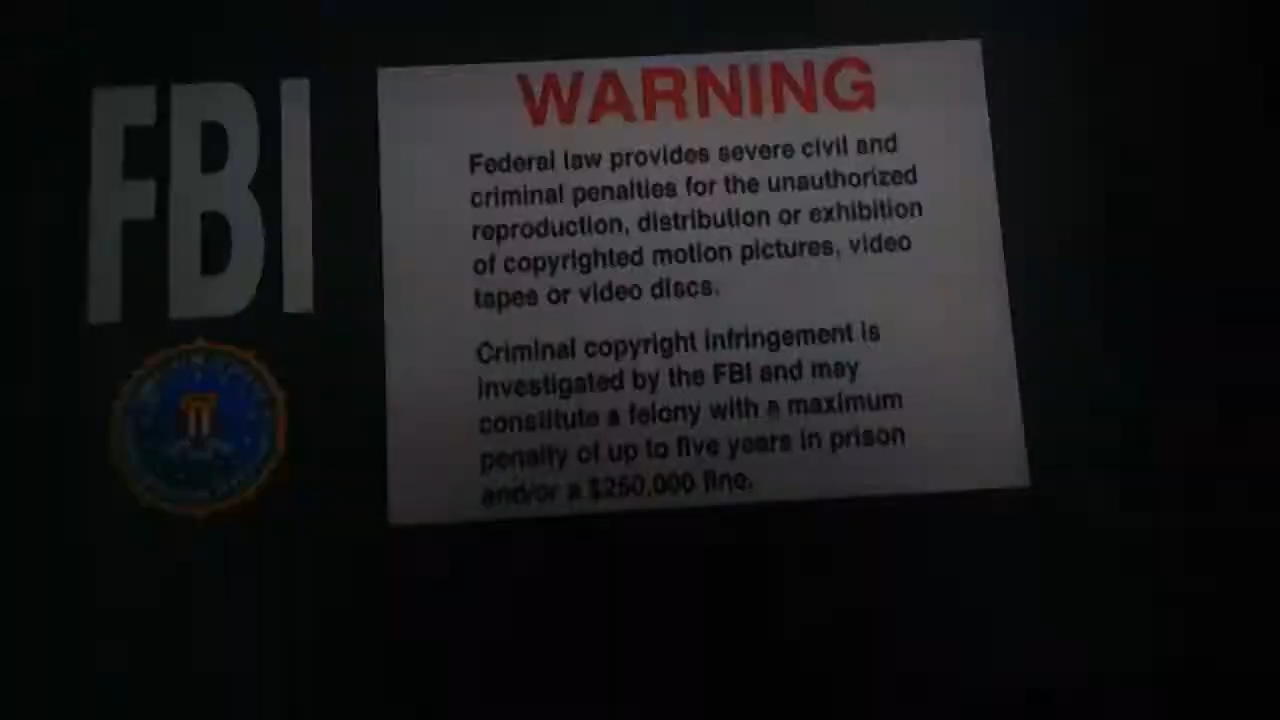 FBI
WARNING
Federal law provides severe civil and
criminal penalties for the unauthorized
reproduction, distribution or exhibition
of copyrighted motion pictures, video
tapes or video discs.
Criminal copyright infringement is
investigated by the FBI and may
constitute a felony with a maximum
penalty of up to five years in prison
and/or a $250,000 fine.